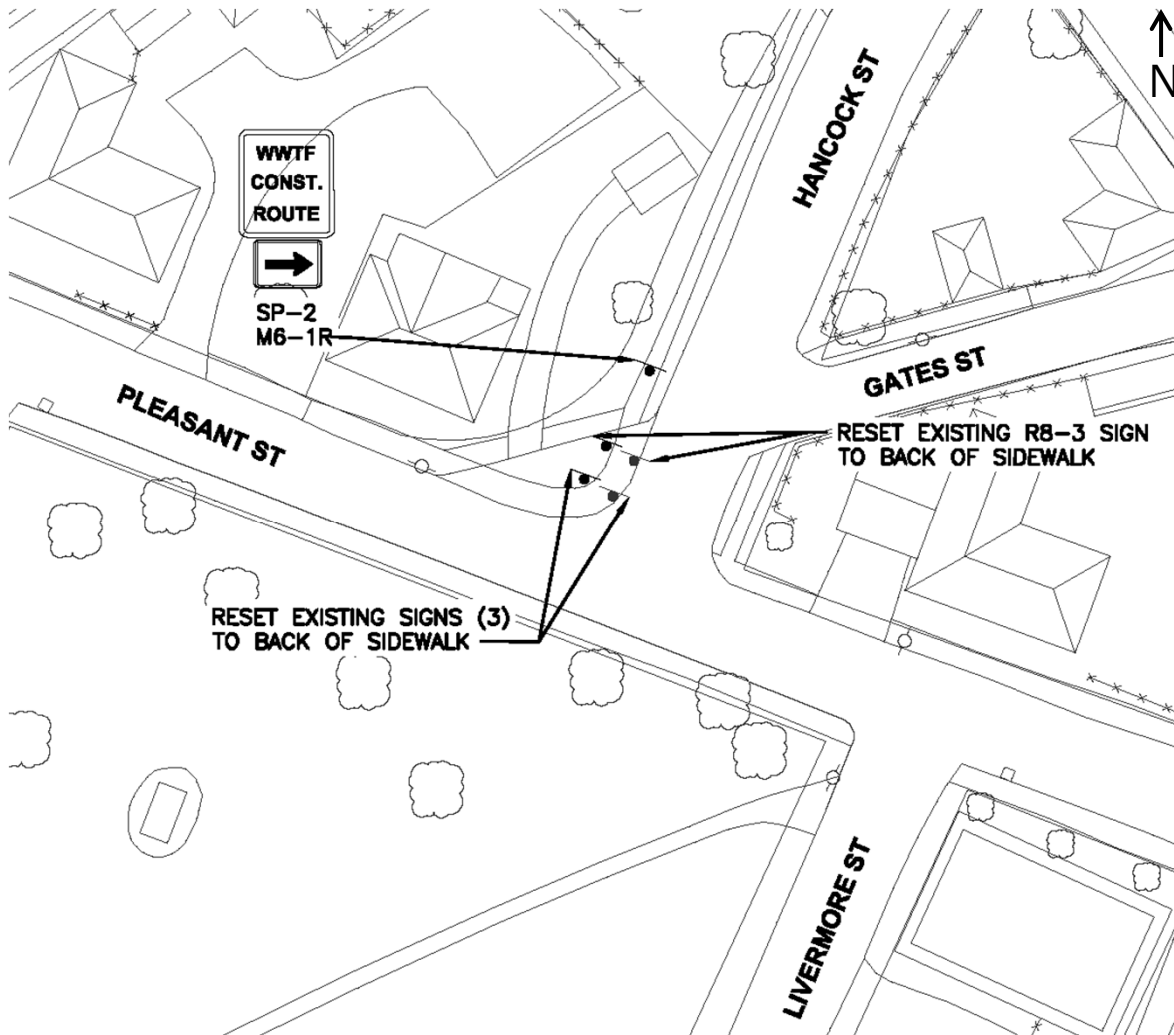 N
HANCOCK ST
WWTF
CONST.
ROUTE
SP-2
M6-1R
GATES ST
PLEASANT ST
RESET EXISTING R8-3 SIGN
TO BACK OF SIDEWALK
RESET EXISTING SIGNS (3)
TO BACK OF SIDEWALK
LIVERMORE ST